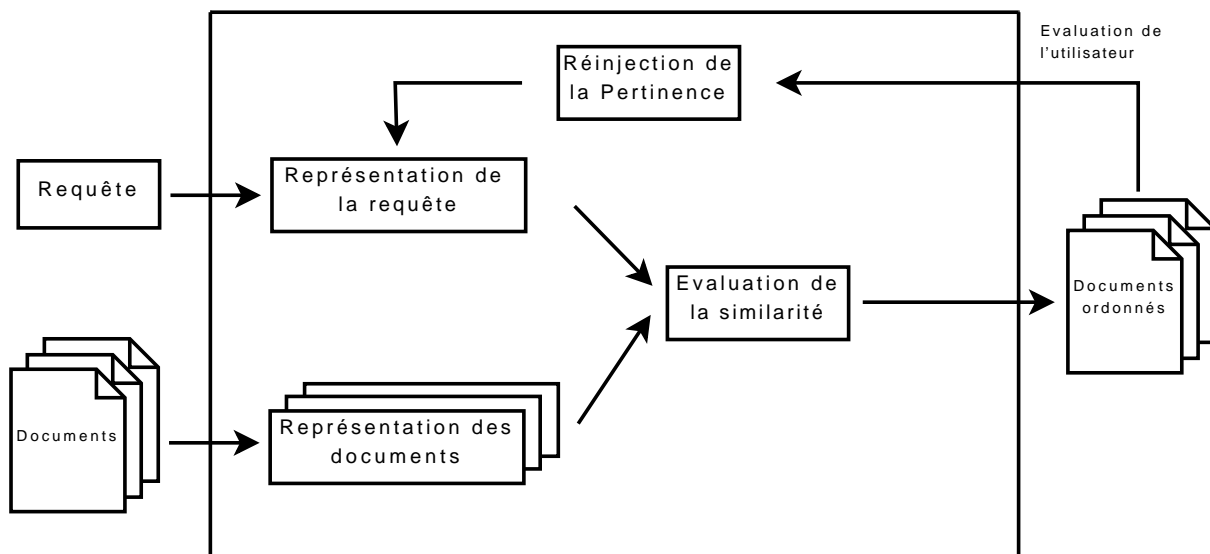 Evaluation de
l'utilisateur
Réinjection de
la Pertinence
Requête
Représentation de
la requête
Evaluation de
la similarité
Documents
ordonnés
Documents
Représentation des
documents